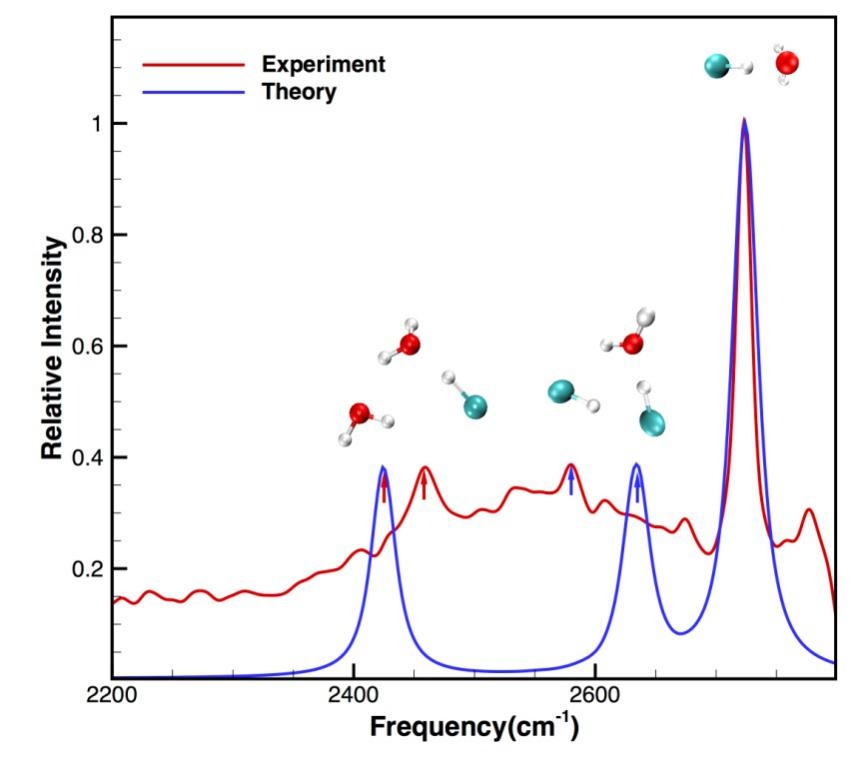 Experiment
Theory
1
0.8
0.6
0.4
0.2
Relative Intensity
2200
2400
2600
Frequency(cm⁻¹)